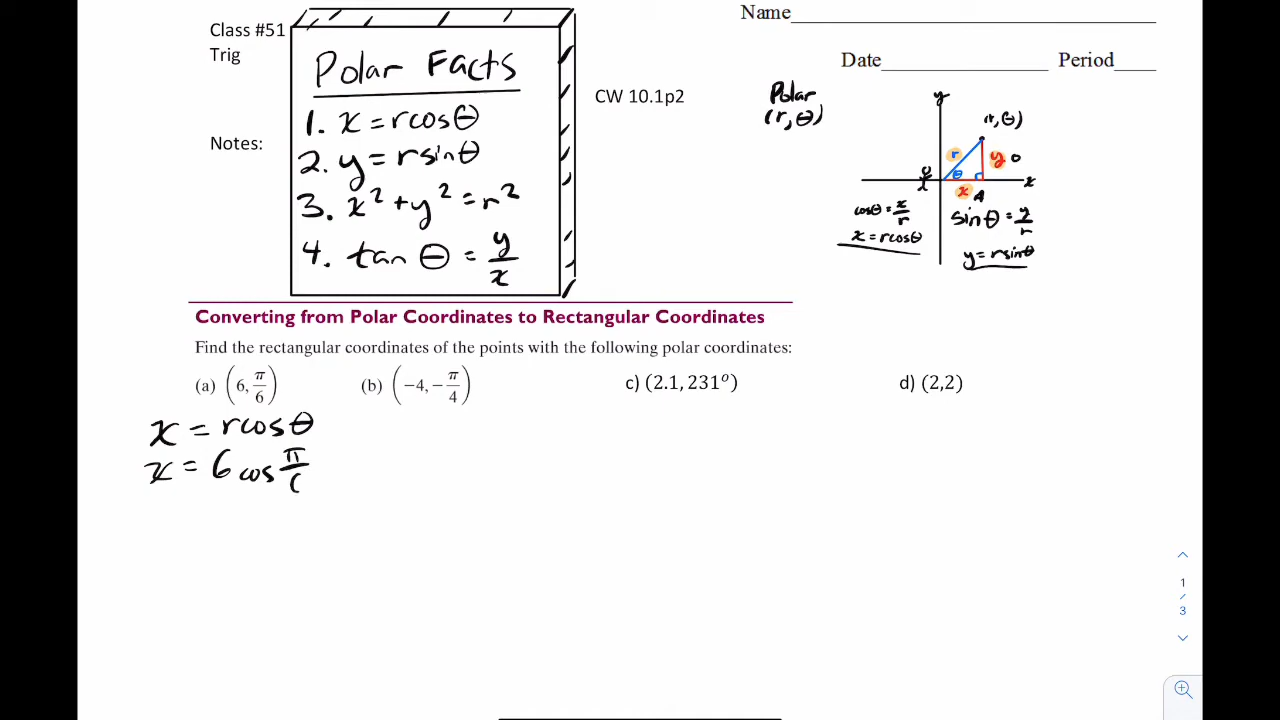 Class #51
Trig
Name
Date Period
CW 10.1p2
Notes:
Polar Facts
1. x = rcosθ
2. y = rsinθ
3. x² + y² = r²
4. tan θ = y/x
Polar
(r, θ)
y
(r, θ)
r
θ
y O
x
x A
cosθ = x/r
x = rcosθ
sinθ = y/r
y = rsinθ
Converting from Polar Coordinates to Rectangular Coordinates
Find the rectangular coordinates of the points with the following polar coordinates:
(a) (6, π/6) (b) (−4, −π/4) c) (2.1, 231°) d) (2,2)
x = rcosθ
x = 6 cos π/
1
/
3